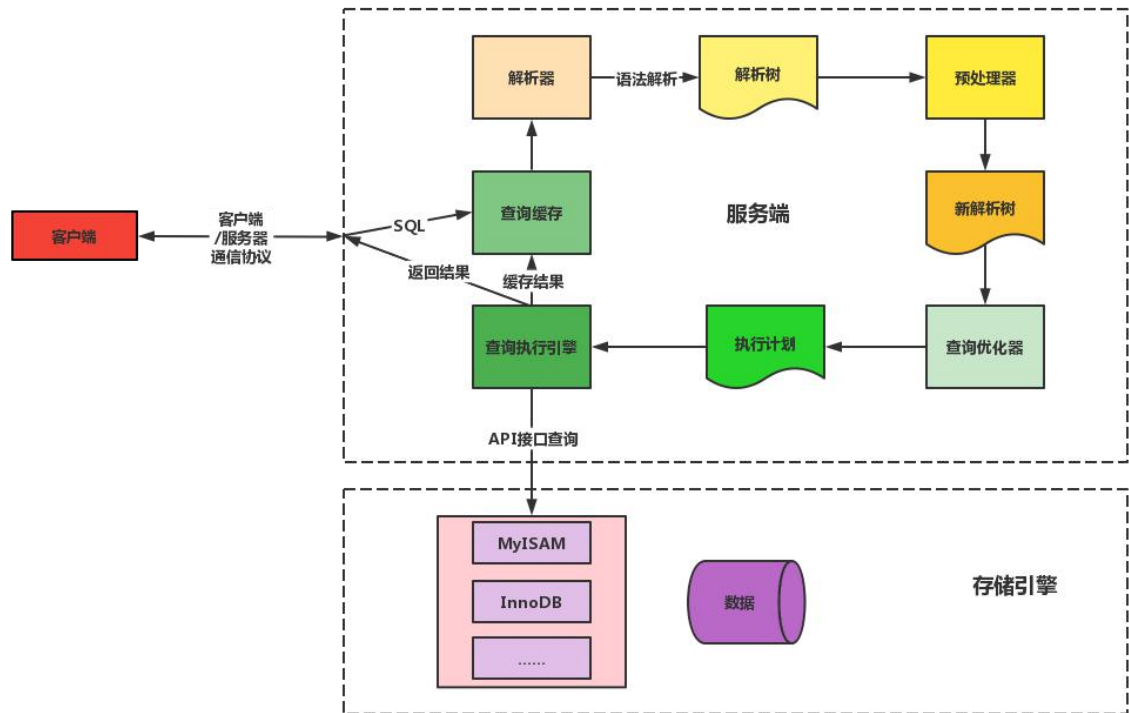 解析器
语法解析
解析树
预处理器
客户端
客户端
/服务器
通信协议
SQL
查询缓存
服务端
新解析树
返回结果
缓存结果
查询执行引擎
执行计划
查询优化器
API接口查询
MyISAM
InnoDB
......
数据
存储引擎